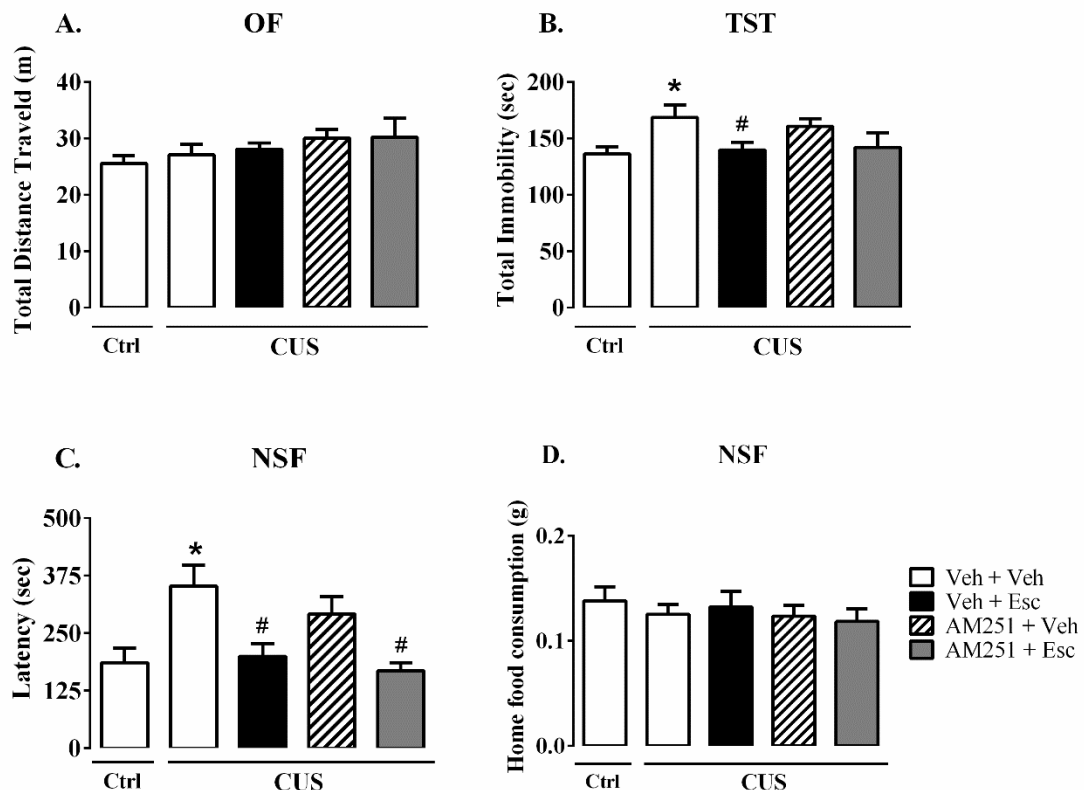 A. OF
Total Distance Traveld (m)
40
30
20
10
0
Ctrl
CUS
B. TST
Total Immobility (sec)
200
150
100
50
0
*
#
Ctrl
CUS
C. NSF
Latency (sec)
500
375
250
125
0
*
#
#
Ctrl
CUS
D. NSF
Home food consumption (g)
0.2
0.1
0.0
Ctrl
CUS
Veh + Veh
Veh + Esc
AM251 + Veh
AM251 + Esc